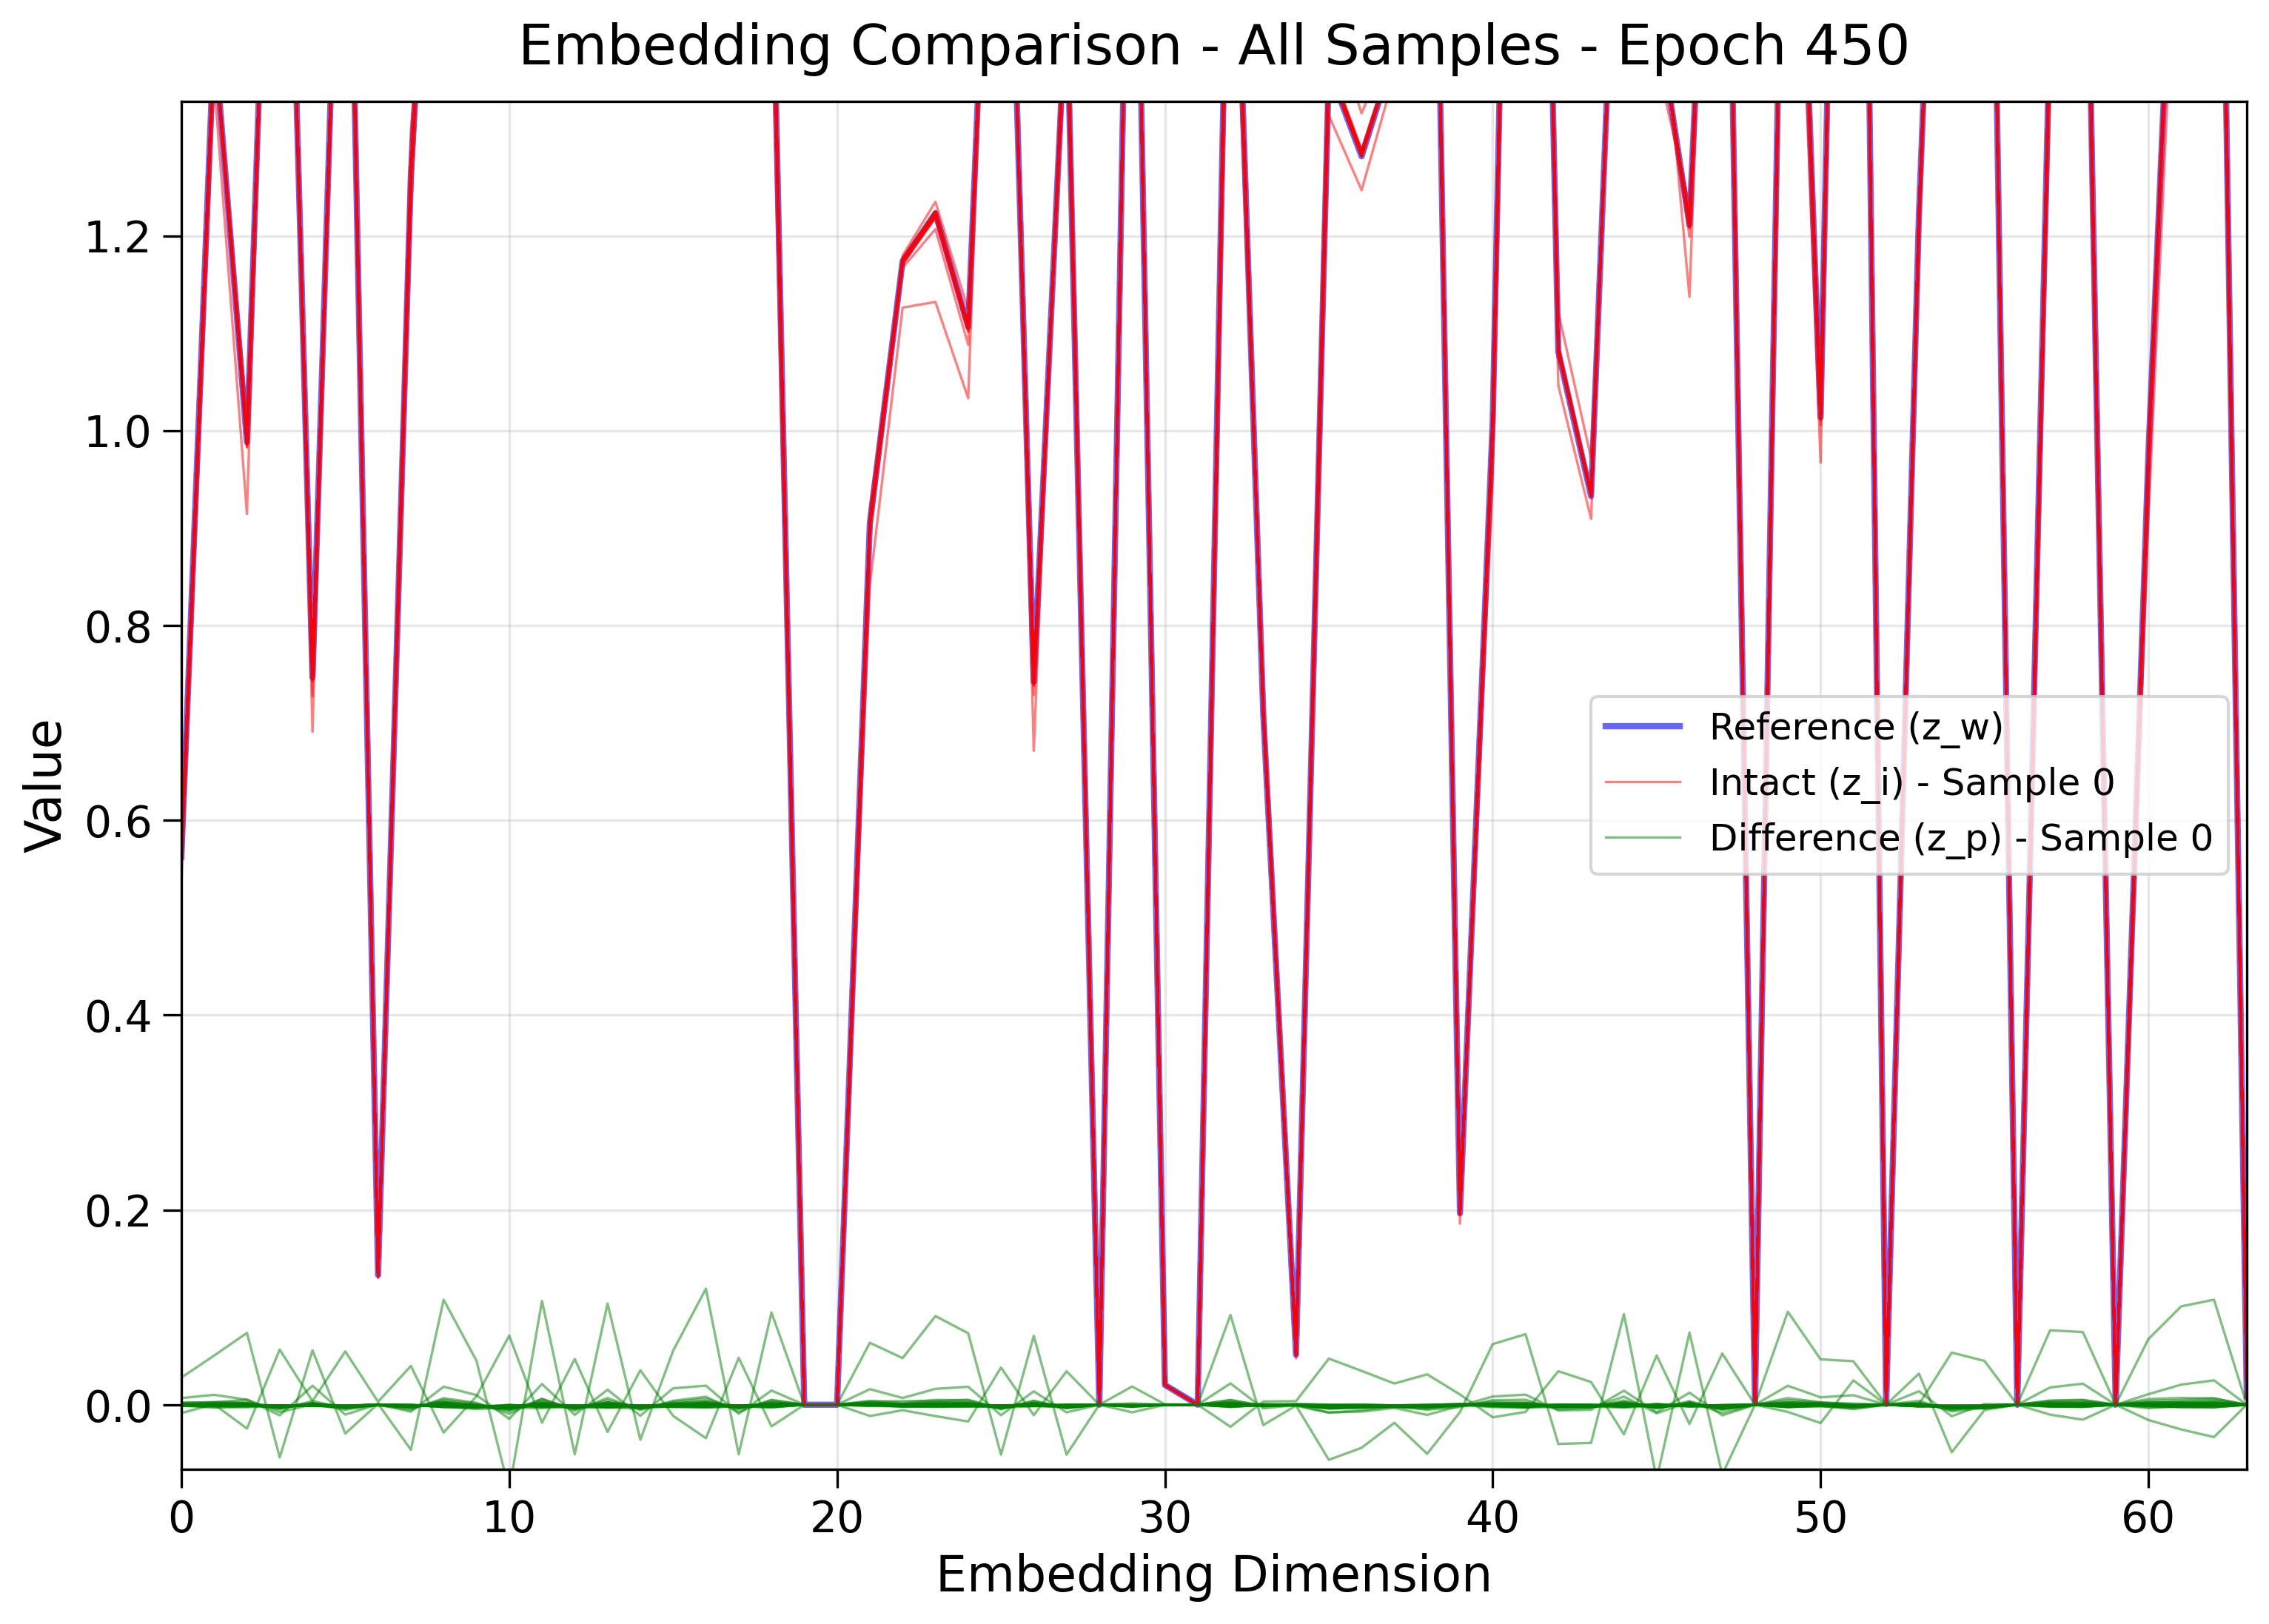 Embedding Comparison - All Samples - Epoch 450
Value
1.2
1.0
0.8
0.6
0.4
0.2
0.0
Reference (z_w)
Intact (z_i) - Sample 0
Difference (z_p) - Sample 0
0 10 20 30 40 50 60
Embedding Dimension